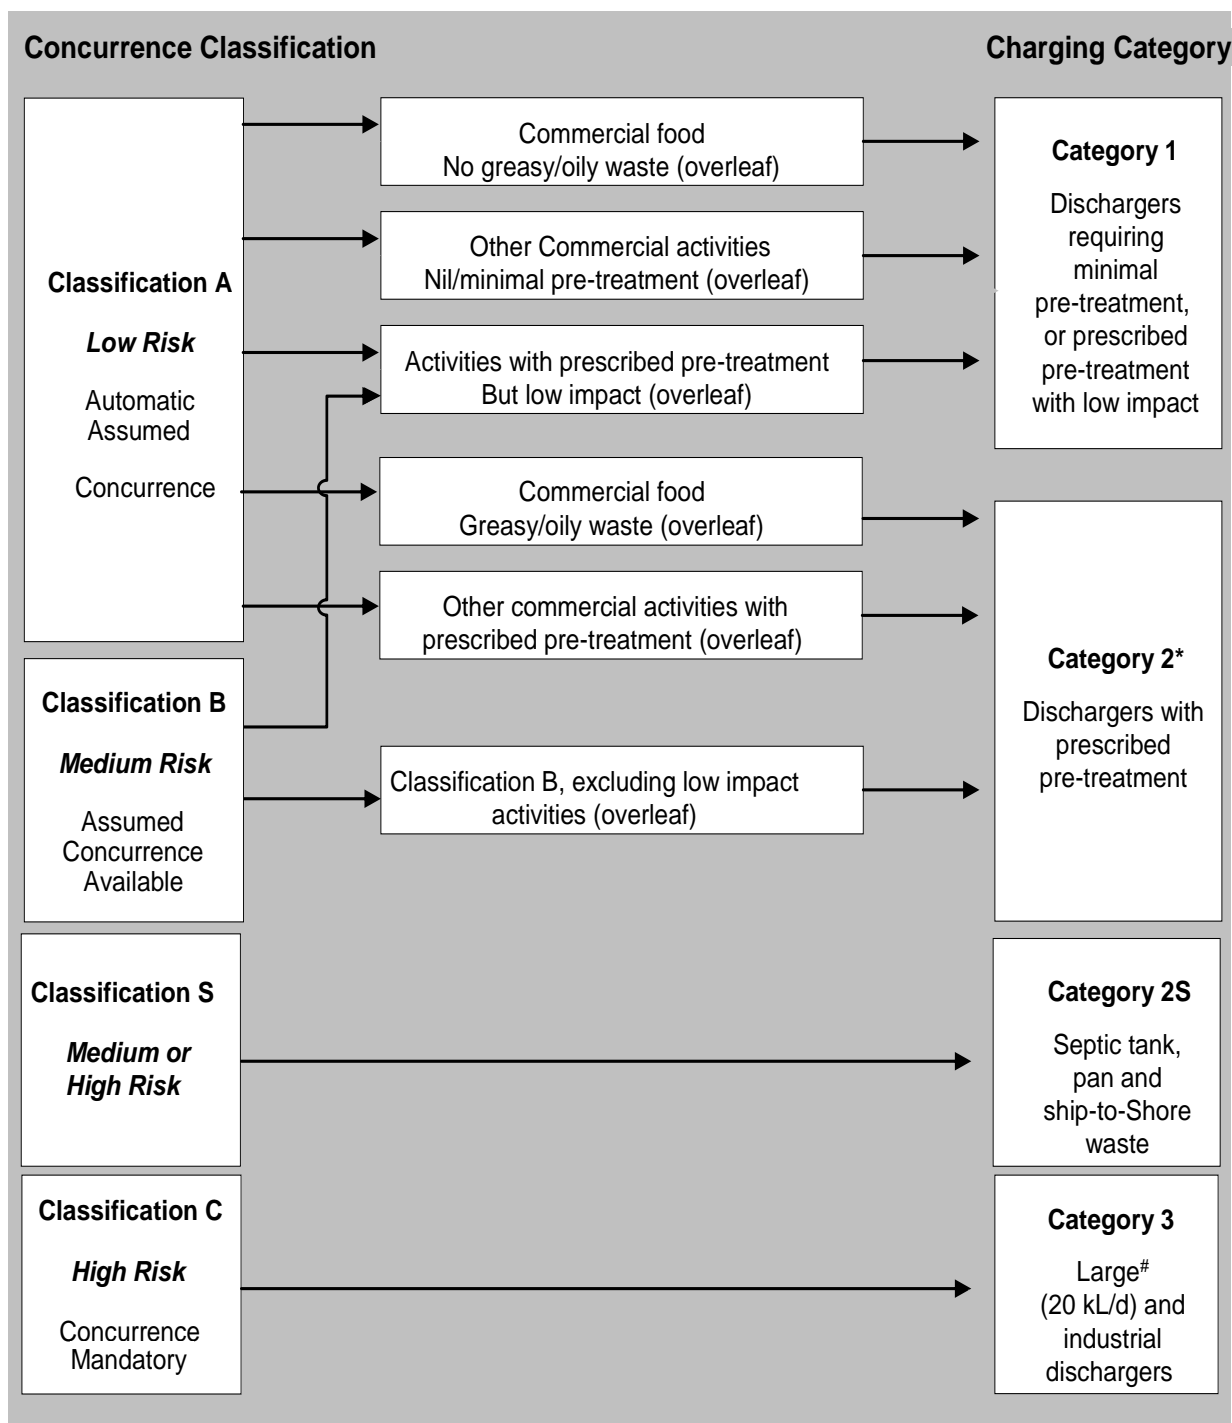 Concurrence Classification
Charging Category
Classification A
Low Risk
Automatic
Assumed
Concurrence
Commercial food
No greasy/oily waste (overleaf)
Other Commercial activities
Nil/minimal pre-treatment (overleaf)
Activities with prescribed pre-treatment
But low impact (overleaf)
Commercial food
Greasy/oily waste (overleaf)
Other commercial activities with
prescribed pre-treatment (overleaf)
Category 1
Dischargers
requiring
minimal
pre-treatment,
or prescribed
pre-treatment
with low impact
Classification B
Medium Risk
Assumed
Concurrence
Available
Classification B, excluding low impact
activities (overleaf)
Category 2*
Dischargers with
prescribed
pre-treatment
Classification S
Medium or
High Risk
Category 2S
Septic tank,
pan and
ship-to-Shore
waste
Classification C
High Risk
Concurrence
Mandatory
Category 3
Large#
(20 kL/d) and
industrial
dischargers